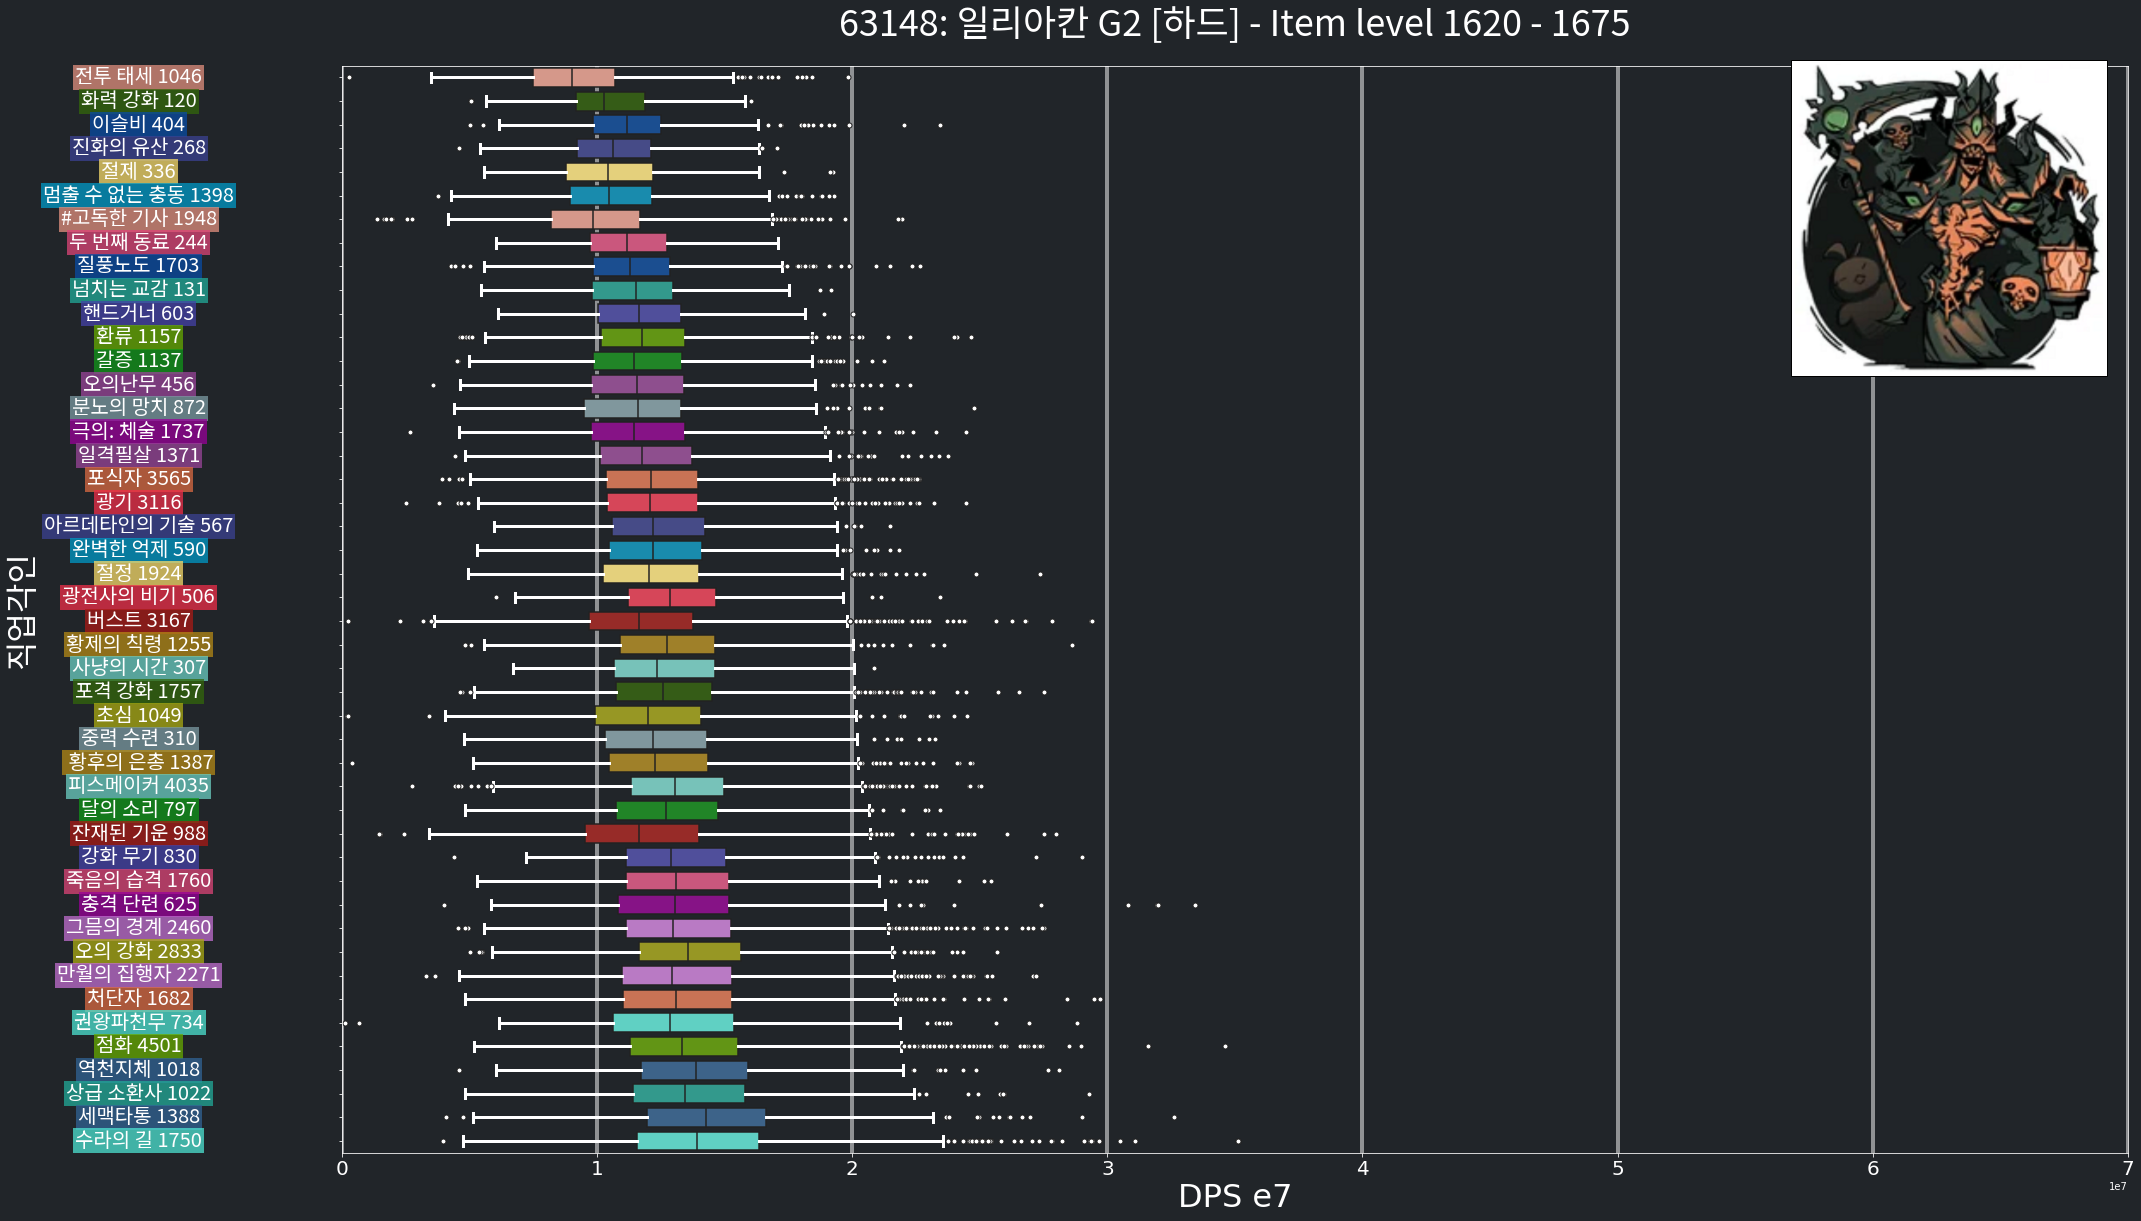 63148: 일리아칸 G2 [하드] - Item level 1620 - 1675
직업각인
전투 태세 1046
화력 강화 120
이슬비 404
진화의 유산 268
절제 336
멈출 수 없는 충동 1398
#고독한 기사 1948
두 번째 동료 244
질풍노도 1703
넘치는 교감 131
핸드거너 603
환류 1157
갈증 1137
오의난무 456
분노의 망치 872
극의: 체술 1737
일격필살 1371
포식자 3565
광기 3116
아르데타인의 기술 567
완벽한 억제 590
절정 1924
광전사의 비기 506
버스트 3167
황제의 칙령 1255
사냥의 시간 307
포격 강화 1757
초심 1049
중력 수련 310
황후의 은총 1387
피스메이커 4035
달의 소리 797
잔재된 기운 988
강화 무기 830
죽음의 습격 1760
충격 단련 625
그믐의 경계 2460
오의 강화 2833
만월의 집행자 2271
처단자 1682
권왕파천무 734
점화 4501
역천지체 1018
상급 소환사 1022
세맥타통 1388
수라의 길 1750
0 1 2 3 4 5 6 7
1e7
DPS e7